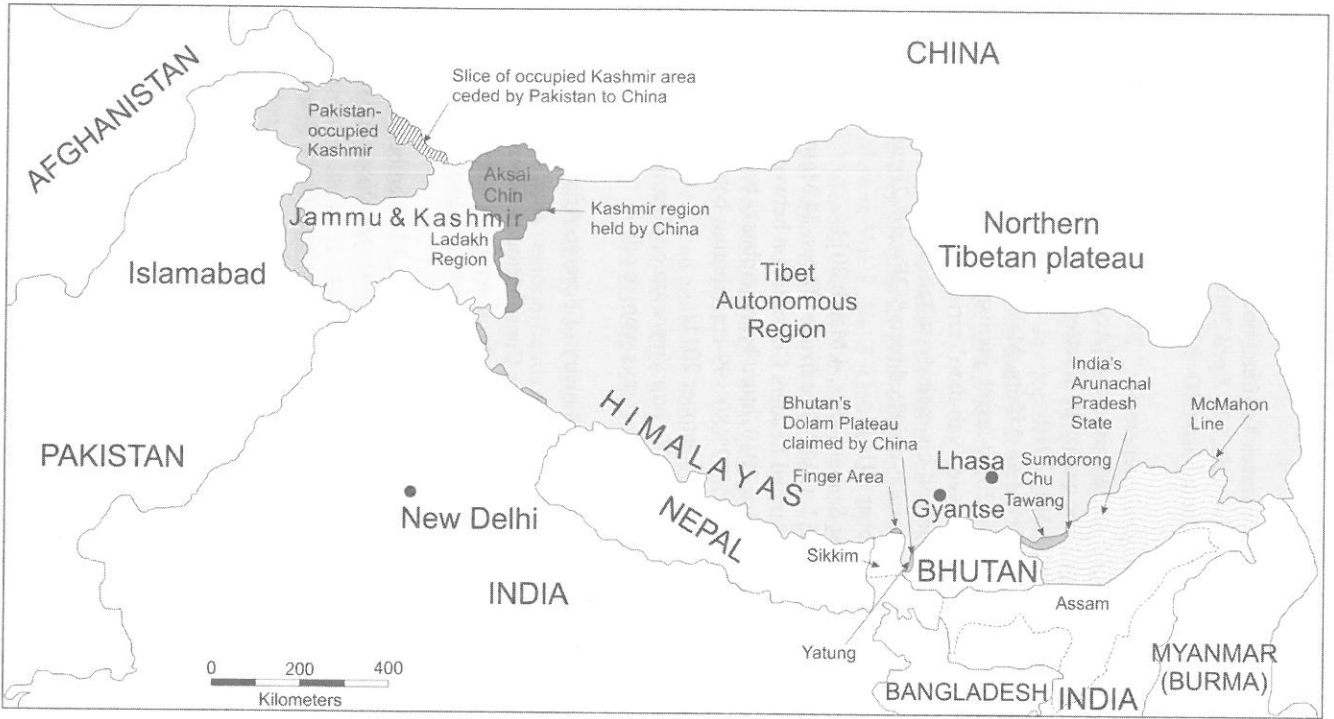 CHINA
AFGHANISTAN
Slice of occupied Kashmir area
ceded by Pakistan to China
Pakistan-
occupied
Kashmir
Aksai
Chin
Jammu & Kashmir
Kashmir region
held by China
Ladakh
Region
Northern
Tibetan plateau
Islamabad
Tibet
Autonomous
Region
India's
Arunachal
Pradesh
State
McMahon
Line
HIMALAYAS
Bhutan's
Dolam Plateau
claimed by China
PAKISTAN
Finger Area
Lhasa
Sumdorong
Chu
Tawang
Gyantse
New Delhi
NEPAL
Sikkim
BHUTAN
INDIA
Assam
Yatung
MYANMAR
(BURMA)
BANGLADESH
INDIA
0 200 400
Kilometers